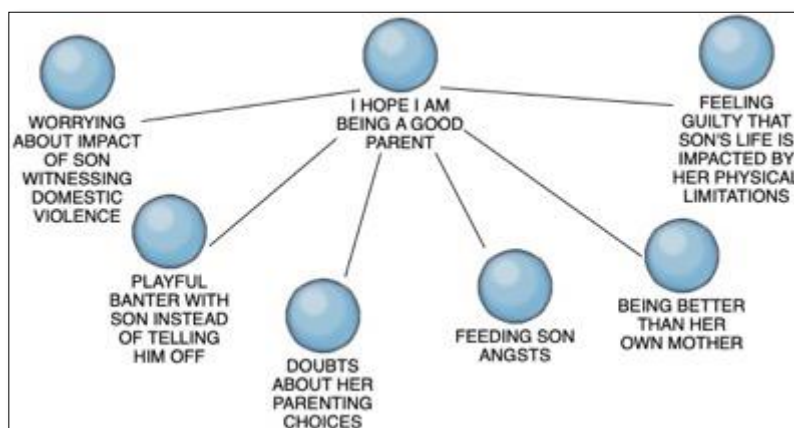 I HOPE I AM
BEING A GOOD
PARENT
WORRYING
ABOUT IMPACT
OF SON
WITNESSING
DOMESTIC
VIOLENCE
FEELING
GUILTY THAT
SON'S LIFE IS
IMPACTED BY
HER PHYSICAL
LIMITATIONS
PLAYFUL
BANTER WITH
SON INSTEAD
OF TELLING
HIM OFF
DOUBTS
ABOUT HER
PARENTING
CHOICES
FEEDING SON
ANGSTS
BEING BETTER
THAN HER
OWN MOTHER